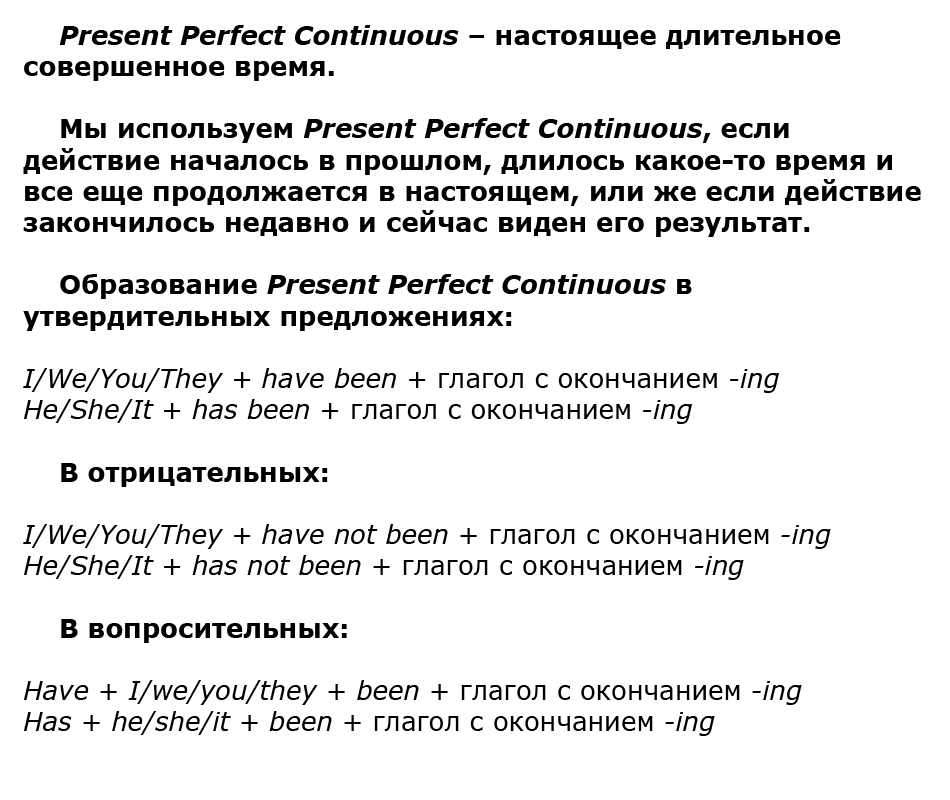 Present Perfect Continuous – настоящее длительное
совершенное время.
Мы используем Present Perfect Continuous, если
действие началось в прошлом, длилось какое-то время и
все еще продолжается в настоящем, или же если действие
закончилось недавно и сейчас виден его результат.
Образование Present Perfect Continuous в
утвердительных предложениях:
I/We/You/They + have been + глагол с окончанием -ing
He/She/It + has been + глагол с окончанием -ing
В отрицательных:
I/We/You/They + have not been + глагол с окончанием -ing
He/She/It + has not been + глагол с окончанием -ing
В вопросительных:
Have + I/we/you/they + been + глагол с окончанием -ing
Has + he/she/it + been + глагол с окончанием -ing